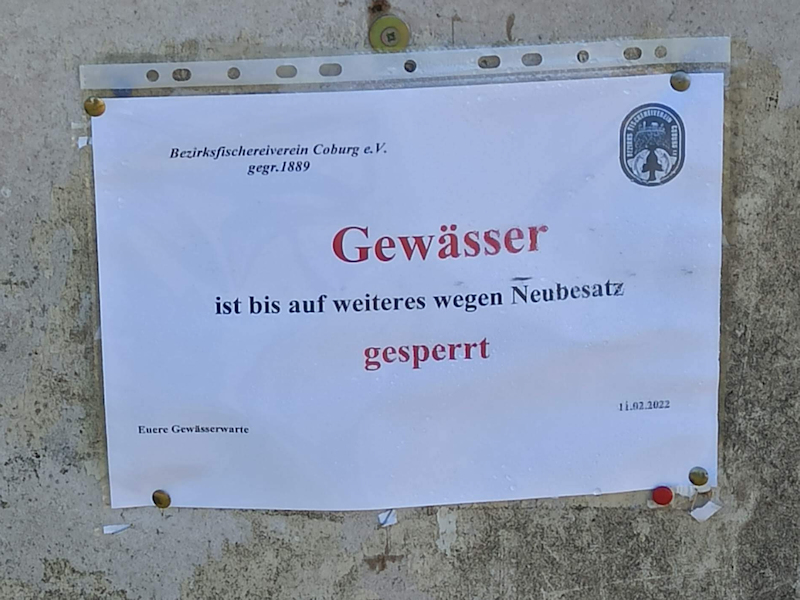 Bezirksfischereiverein Coburg e.V.
gegr.1889
Gewässer
ist bis auf weiteres wegen Neubesatz
gesperrt
11.02.2022
Euere Gewässerwarte